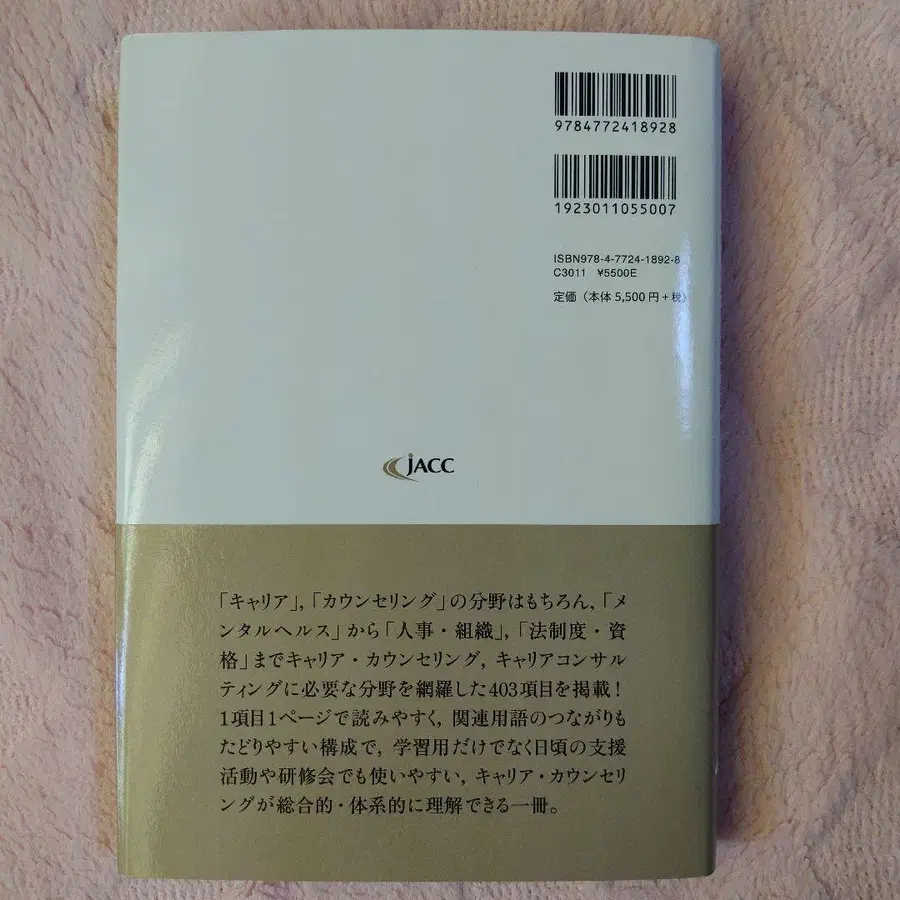 9784772418928
1923011055007
ISBN978-4-7724-1892-8
C3011 ¥5500E
定価（本体5,500円+税）
JACC
「キャリア」,「カウンセリング」の分野はもちろん,「メ
ンタルヘルス」から「人事・組織」,「法制度・資
格」までキャリア・カウンセリング, キャリアコンサル
ティングに必要な分野を網羅した403項目を掲載！
1項目1ページで読みやすく, 関連用語のつながりも
たどりやすい構成で, 学習用だけでなく日頃の支援
活動や研修会でも使いやすい, キャリア・カウンセリ
ングが総合的・体系的に理解できる一冊。